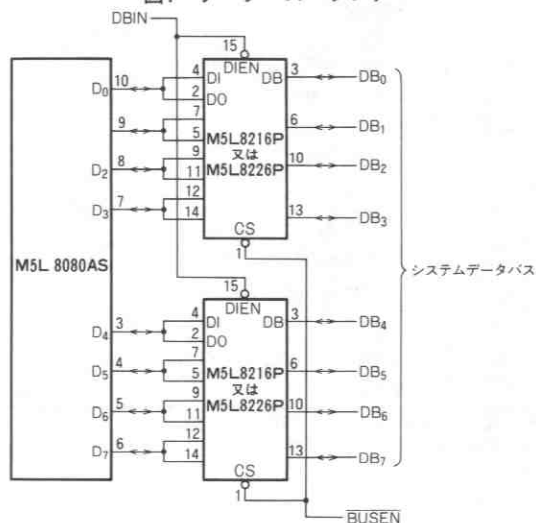 DBIN
15
DIEN
D0 10
4 DI
DB 3
DB0
2 DO
9
7
5
M5L8216P
又は
M5L8226P
6
DB1
D2 8
9
11
10
DB2
D3 7
12
14
13
DB3
CS
1
M5L 8080AS
システムデータバス
15
DIEN
D4 3
4 DI
DB 3
DB4
2 DO
D5 4
7
5
M5L8216P
又は
M5L8226P
6
DB5
D6 5
9
11
10
DB6
D7 6
12
14
13
DB7
CS
1
BUSEN